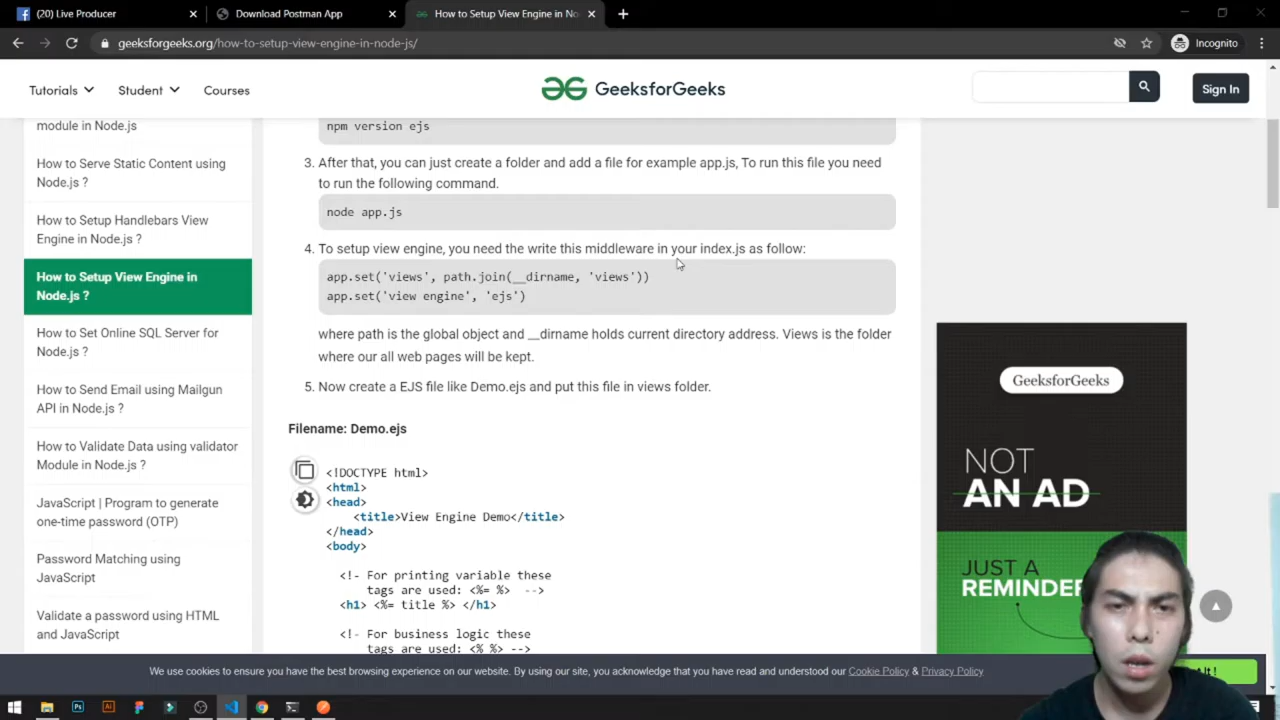 (20) Live Producer
Download Postman App
How to Setup View Engine in No
geeksforgeeks.org/how-to-setup-view-engine-in-node-js/
Incognito
Tutorials
Student
Courses
GeeksforGeeks
Sign In
module in Node.js
How to Serve Static Content using
Node.js ?
How to Setup Handlebars View
Engine in Node.js ?
How to Setup View Engine in
Node.js ?
How to Set Online SQL Server for
Node.js ?
How to Send Email using Mailgun
API in Node.js ?
How to Validate Data using validator
Module in Node.js ?
JavaScript | Program to generate
one-time password (OTP)
Password Matching using
JavaScript
Validate a password using HTML
and JavaScript
npm version ejs
3. After that, you can just create a folder and add a file for example app.js, To run this file you need
to run the following command.
node app.js
4. To setup view engine, you need the write this middleware in your index.js as follow:
app.set('views', path.join(__dirname, 'views'))
app.set('view engine', 'ejs')
where path is the global object and __dirname holds current directory address. Views is the folder
where our all web pages will be kept.
5. Now create a EJS file like Demo.ejs and put this file in views folder.
Filename: Demo.ejs
<!DOCTYPE html>
<html>
<head>
<title>View Engine Demo</title>
</head>
<body>
<!- For printing variable these
tags are used: <%= %> -->
<h1> <%= title %> </h1>
<!- For business logic these
tags are used: <% %> -->
GeeksforGeeks
NOT
AN AD
JUST A
REMINDER
We use cookies to ensure you have the best browsing experience on our website. By using our site, you acknowledge that you have read and understood our Cookie Policy & Privacy Policy